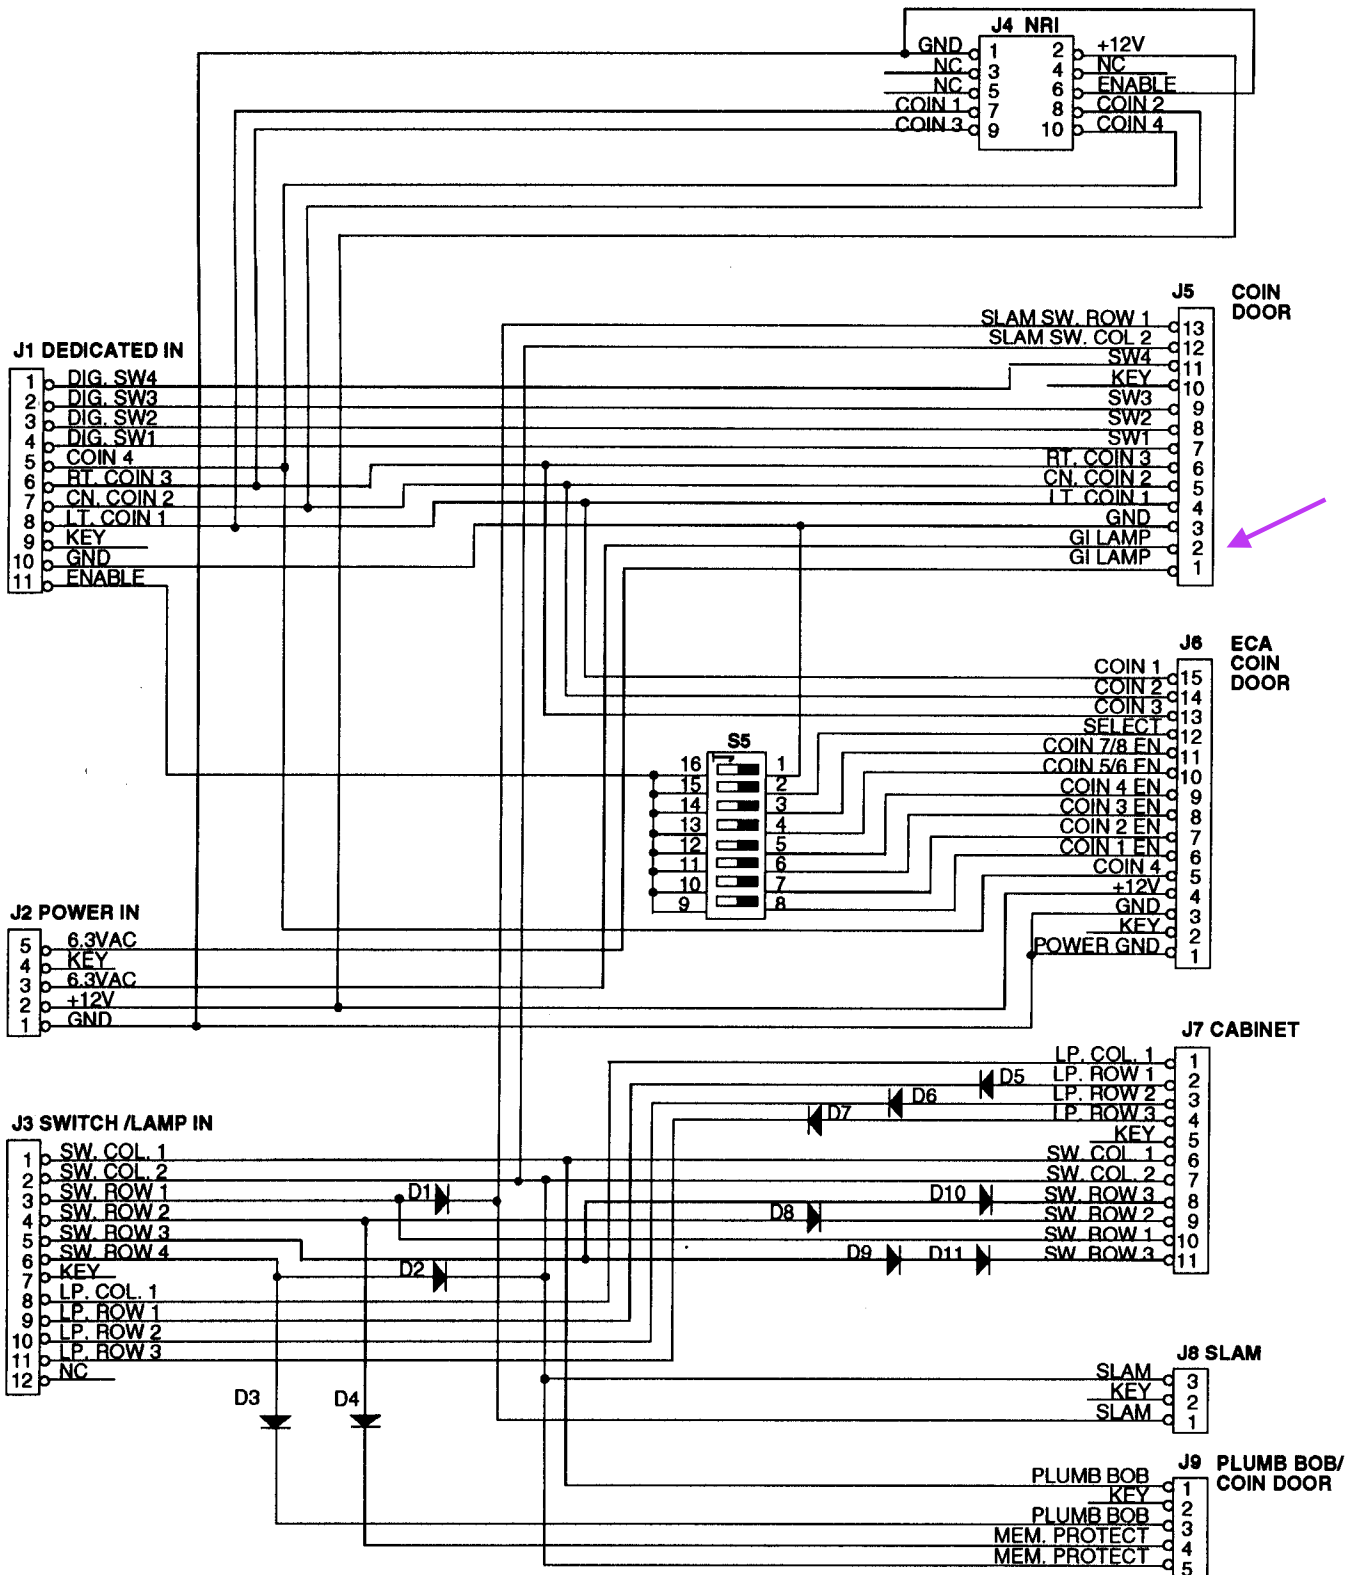 J4 NRI
GND 1 2 +12V
NC 3 4 NC
NC 5 6 ENABLE
COIN 1 7 8 COIN 2
COIN 3 9 10 COIN 4
J5 COIN DOOR
SLAM SW. ROW 1 13
SLAM SW. COL 2 12
SW4 11
KEY 10
SW3 9
SW2 8
SW1 7
RT. COIN 3 6
CN. COIN 2 5
LT. COIN 1 4
GND 3
GI LAMP 2
GI LAMP 1
J1 DEDICATED IN
1 DIG. SW4
2 DIG. SW3
3 DIG. SW2
4 DIG. SW1
5 COIN 4
6 RT. COIN 3
7 CN. COIN 2
8 LT. COIN 1
9 KEY
10 GND
11 ENABLE
J6 ECA COIN DOOR
COIN 1 15
COIN 2 14
COIN 3 13
SELECT 12
COIN 7/8 EN 11
COIN 5/6 EN 10
COIN 4 EN 9
COIN 3 EN 8
COIN 2 EN 7
COIN 1 EN 6
COIN 4 5
+12V 4
GND 3
KEY 2
POWER GND 1
S5
16 1
15 2
14 3
13 4
12 5
11 6
10 7
9 8
J2 POWER IN
5 6.3VAC
4 KEY
3 6.3VAC
2 +12V
1 GND
J7 CABINET
LP. COL. 1 1
D5 LP. ROW 1 2
D6 LP. ROW 2 3
D7 LP. ROW 3 4
KEY 5
SW. COL. 1 6
SW. COL. 2 7
D10 SW. ROW 3 8
D8 SW. ROW 2 9
SW. ROW 1 10
D9 D11 SW. ROW 3 11
J3 SWITCH /LAMP IN
1 SW. COL. 1
2 SW. COL. 2
3 SW. ROW 1 D1
4 SW. ROW 2
5 SW. ROW 3
6 SW. ROW 4
7 KEY D2
8 LP. COL. 1
9 LP. ROW 1
10 LP. ROW 2
11 LP. ROW 3
12 NC
D3 D4
J8 SLAM
SLAM 3
KEY 2
SLAM 1
J9 PLUMB BOB/
COIN DOOR
PLUMB BOB 1
KEY 2
PLUMB BOB 3
MEM. PROTECT 4
MEM. PROTECT 5